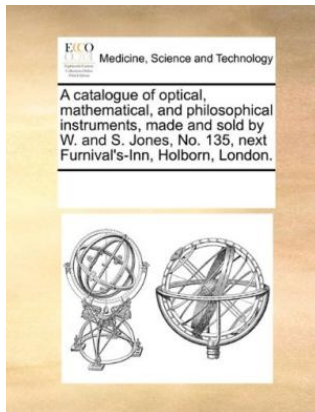 ECCO
Medicine, Science and Technology
A catalogue of optical,
mathematical, and philosophical
instruments, made and sold by
W. and S. Jones, No. 135, next
Furnival's-Inn, Holborn, London.